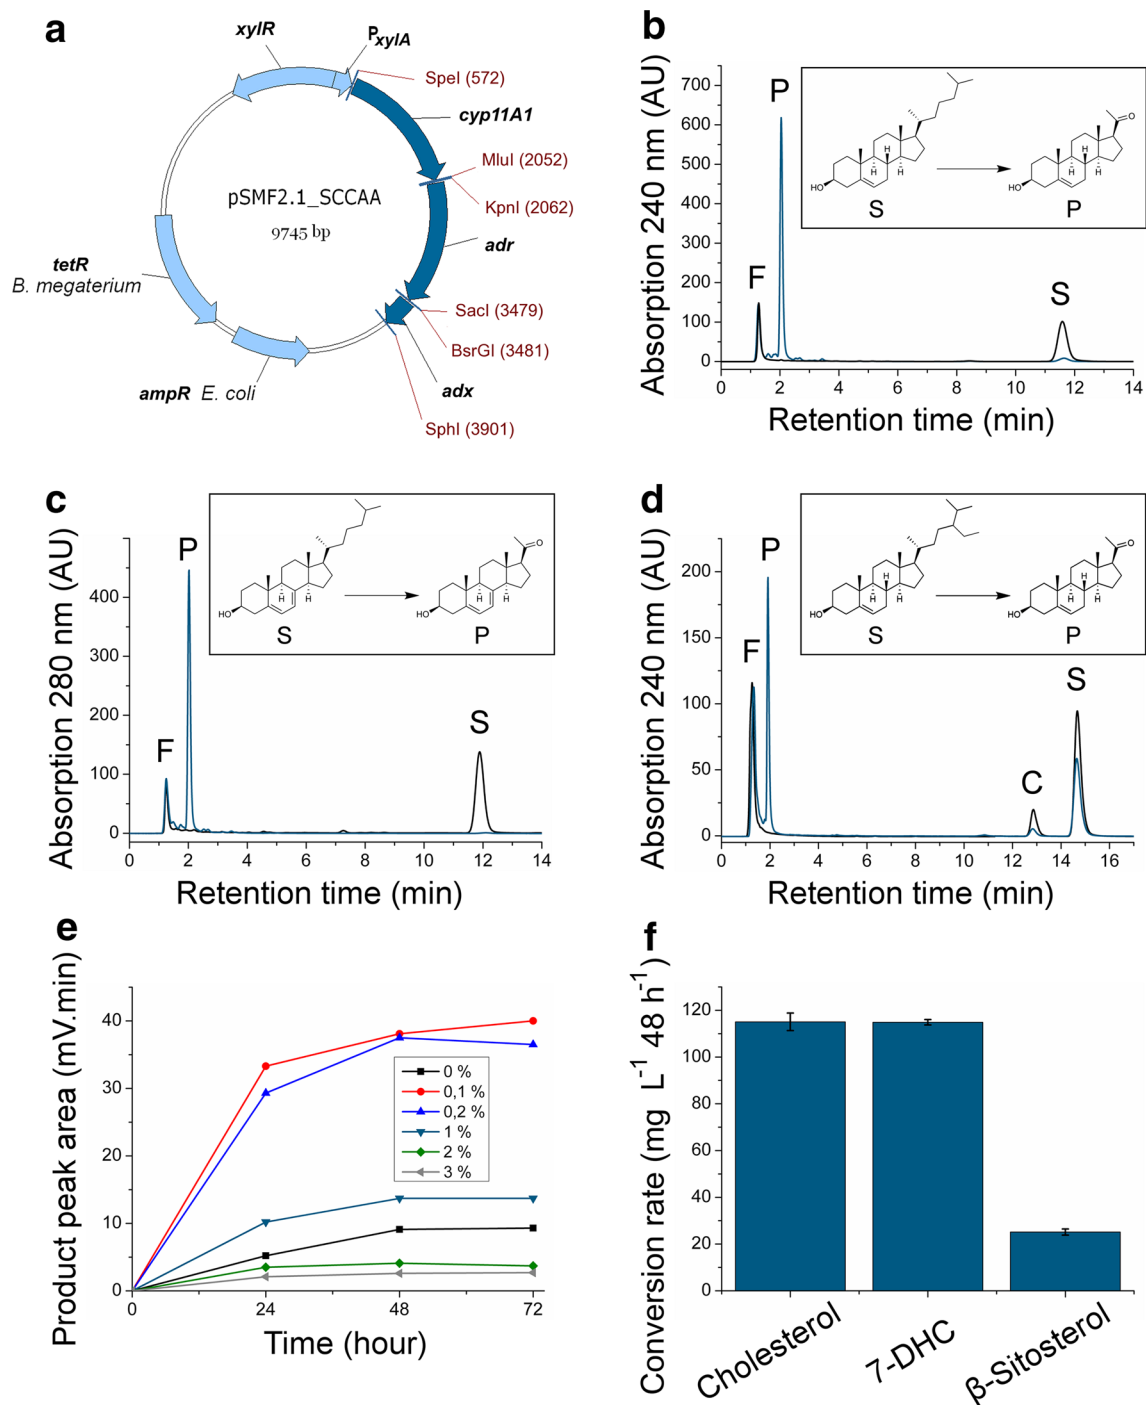 a
xylR
PxylA
SpeI (572)
cyp11A1
MluI (2052)
KpnI (2062)
pSMF2.1_SCCAA
9745 bp
adr
tetR
B. megaterium
SacI (3479)
BsrGI (3481)
ampR E. coli
adx
SphI (3901)
b
Absorption 240 nm (AU)
700
600
500
400
300
200
100
0
P
F
S
HO
S
O
HO
P
0 2 4 6 8 10 12 14
Retention time (min)
c
Absorption 280 nm (AU)
400
300
200
100
0
P
F
S
H
H
HO
S
O
H
H
HO
P
0 2 4 6 8 10 12 14
Retention time (min)
d
Absorption 240 nm (AU)
200
150
100
50
0
P
F
C
S
H
H
H
HO
S
O
H
H
H
HO
P
0 2 4 6 8 10 12 14 16
Retention time (min)
e
Product peak area (mV.min)
40
30
20
10
0
0 %
0,1 %
0,2 %
1 %
2 %
3 %
0 24 48 72
Time (hour)
f
Conversion rate (mg L-1 48 h-1)
120
100
80
60
40
20
0
Cholesterol
7-DHC
β-Sitosterol